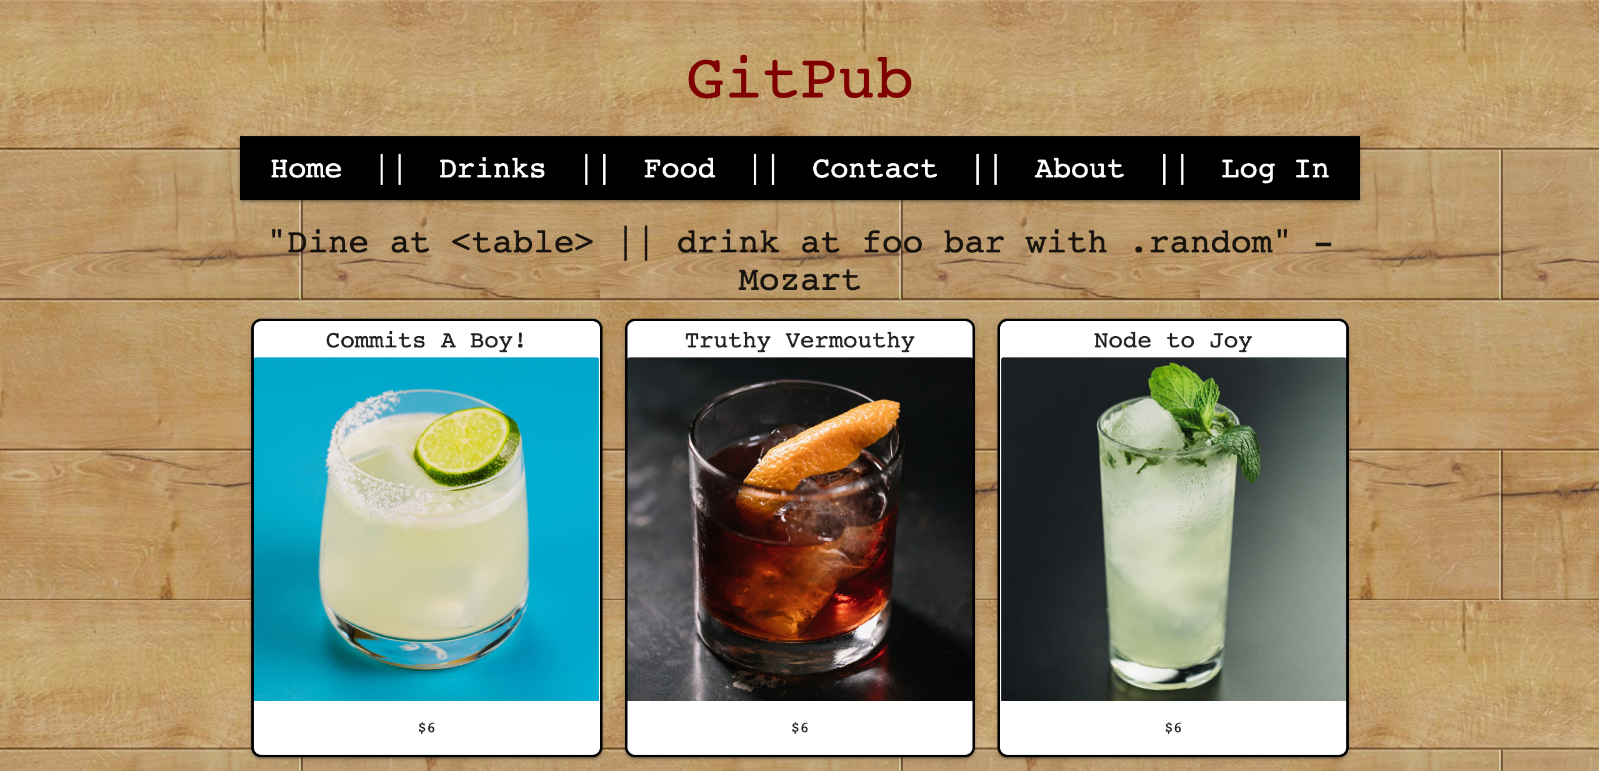 GitPub
Home || Drinks || Food || Contact || About || Log In
"Dine at <table> || drink at foo bar with .random" –
Mozart
Commits A Boy! Truthy Vermouthy Node to Joy
$6 $6 $6